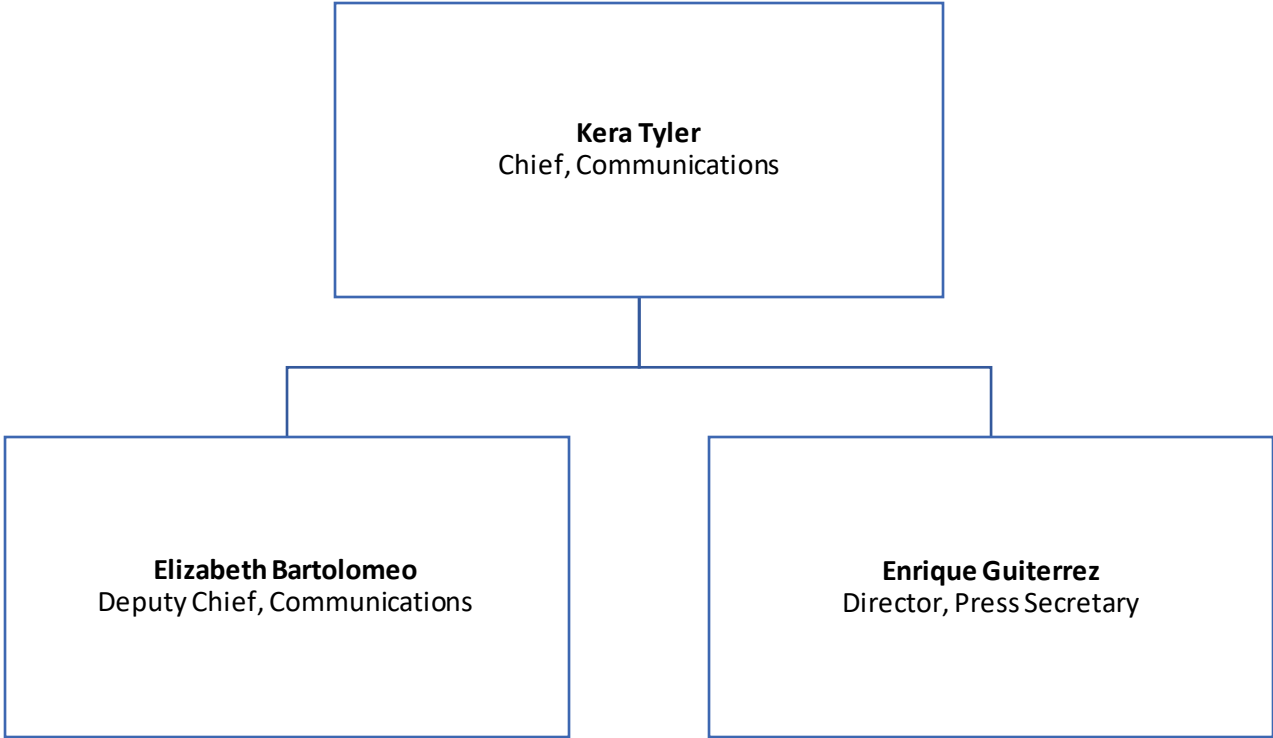 Kera Tyler
Chief, Communications
Elizabeth Bartolomeo
Deputy Chief, Communications
Enrique Guiterrez
Director, Press Secretary